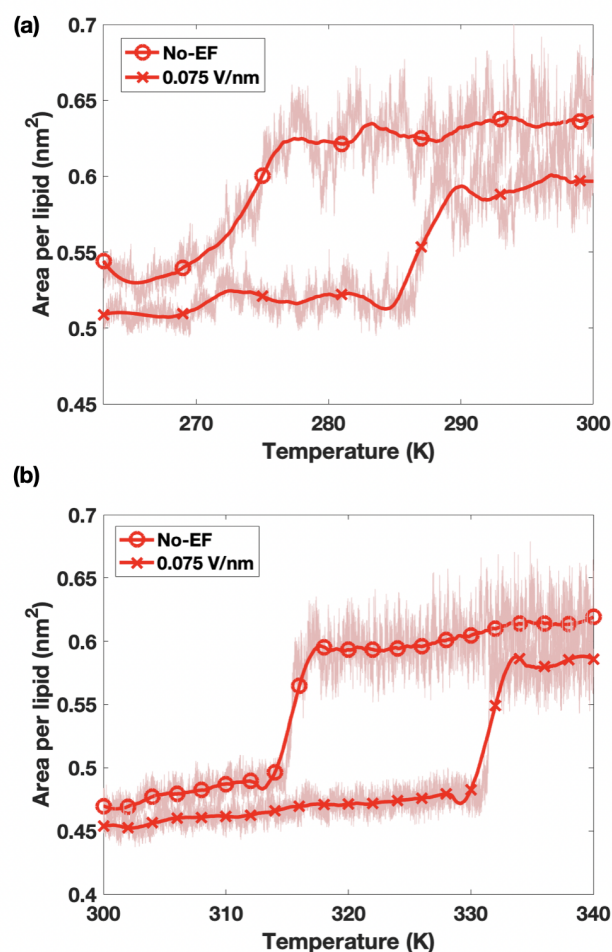 (a)
0.7
0.65
0.6
0.55
0.5
0.45
Area per lipid (nm²)
No-EF
0.075 V/nm
270
280
290
300
Temperature (K)
(b)
0.7
0.65
0.6
0.55
0.5
0.45
0.4
Area per lipid (nm²)
No-EF
0.075 V/nm
300
310
320
330
340
Temperature (K)